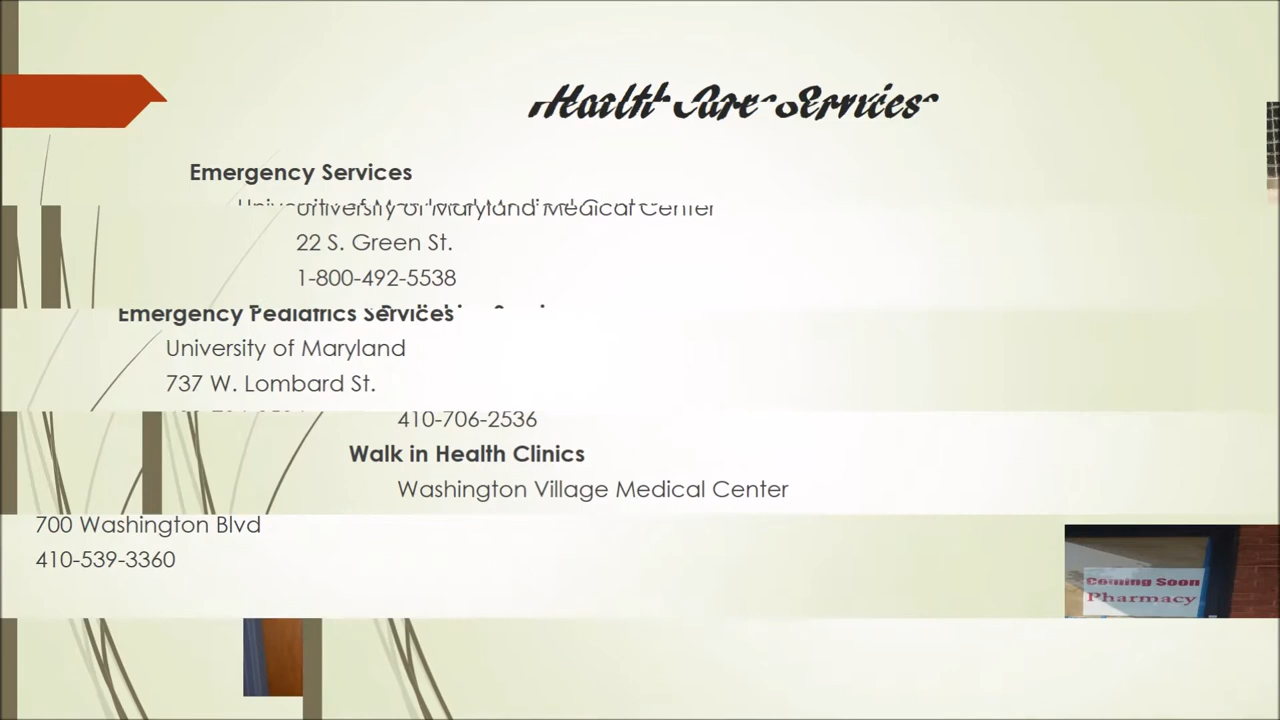 Health Care Services
Emergency Services
University of Maryland Medical Center
22 S. Green St.
1-800-492-5538
Emergency Pediatrics Services
University of Maryland
737 W. Lombard St.
410-706-2536
Walk in Health Clinics
Washington Village Medical Center
700 Washington Blvd
410-539-3360
Coming Soon
Pharmacy